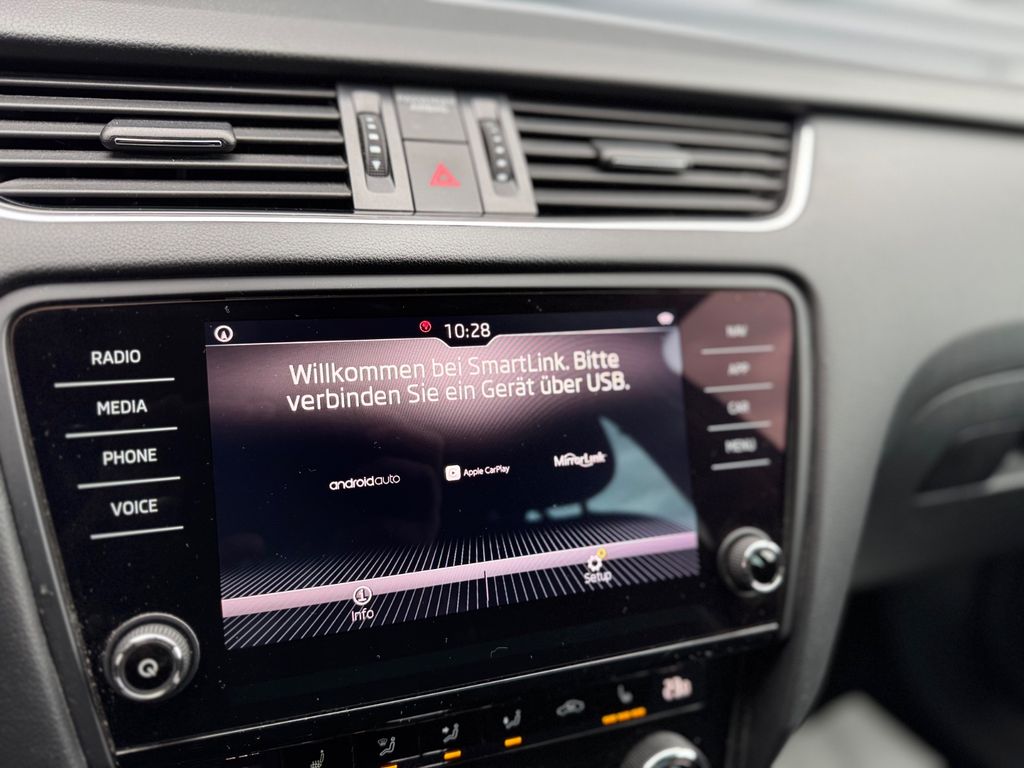 10:28
Willkommen bei SmartLink. Bitte
verbinden Sie ein Gerät über USB.
androidauto
Apple CarPlay
MirrorLink
Info
Setup
RADIO
MEDIA
PHONE
VOICE
NAV
APP
CAR
MENU